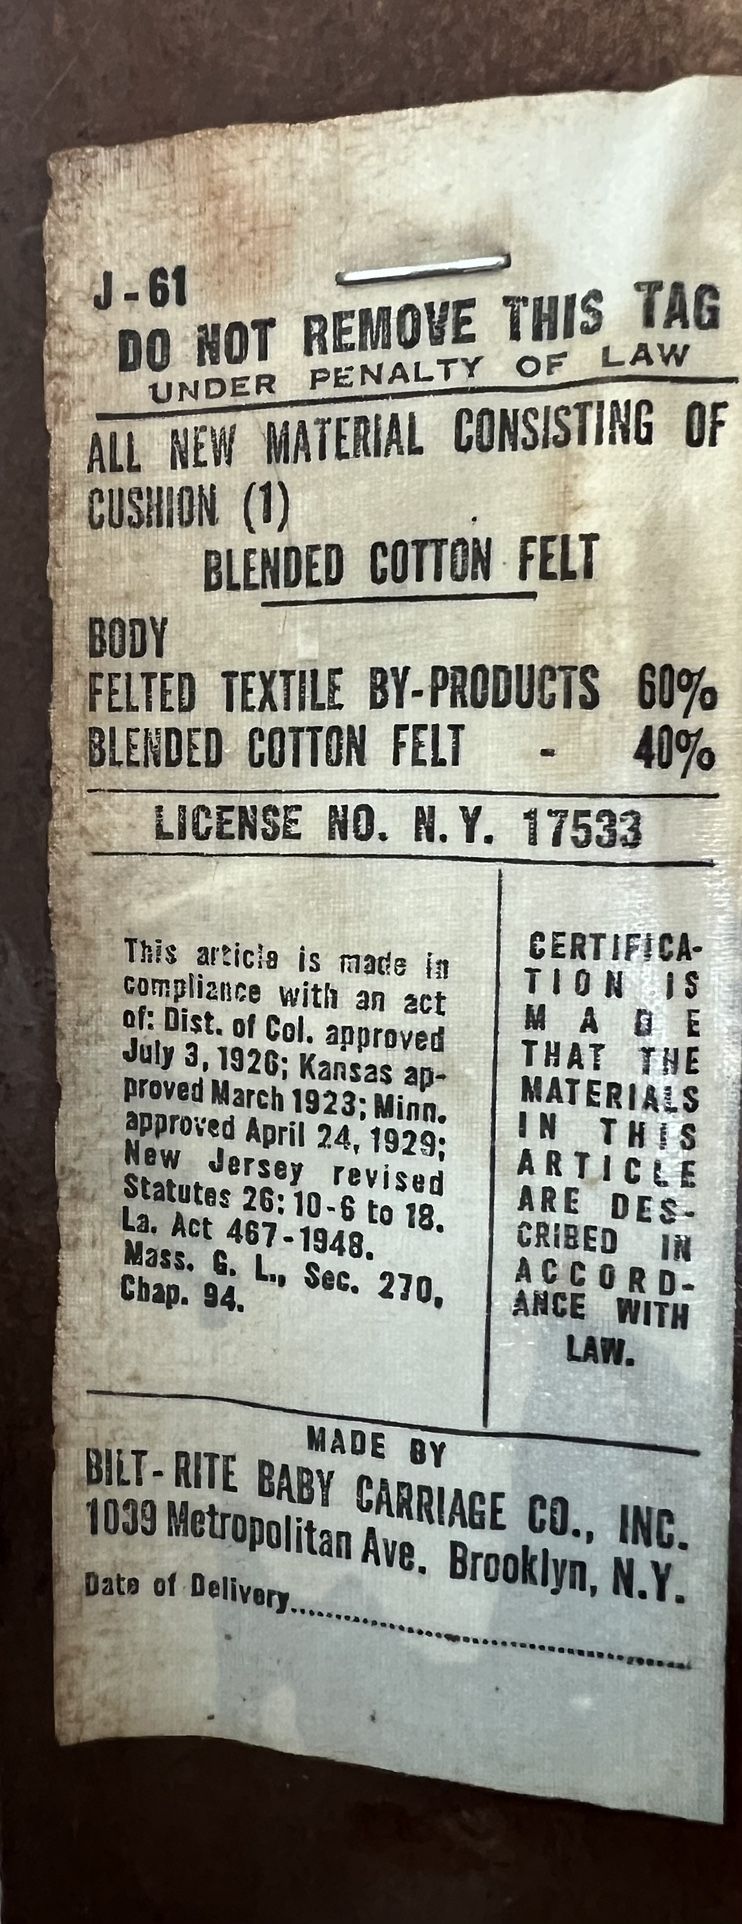 J-61
DO NOT REMOVE THIS TAG
UNDER PENALTY OF LAW
ALL NEW MATERIAL CONSISTING OF
CUSHION (1)
BLENDED COTTON FELT
BODY
FELTED TEXTILE BY-PRODUCTS 60%
BLENDED COTTON FELT - 40%
LICENSE NO. N.Y. 17533
This article is made in
compliance with an act
of: Dist. of Col. approved
July 3, 1926; Kansas ap-
proved March 1923; Minn.
approved April 24, 1929;
New Jersey revised
Statutes 26: 10-6 to 18.
La. Act 467-1948.
Mass. G. L., Sec. 270,
Chap. 94.
CERTIFICA-
TION IS
MADE
THAT THE
MATERIALS
IN THIS
ARTICLE
ARE DES-
CRIBED IN
ACCORD-
ANCE WITH
LAW.
MADE BY
BILT-RITE BABY CARRIAGE CO., INC.
1039 Metropolitan Ave. Brooklyn, N.Y.
Date of Delivery..........................................